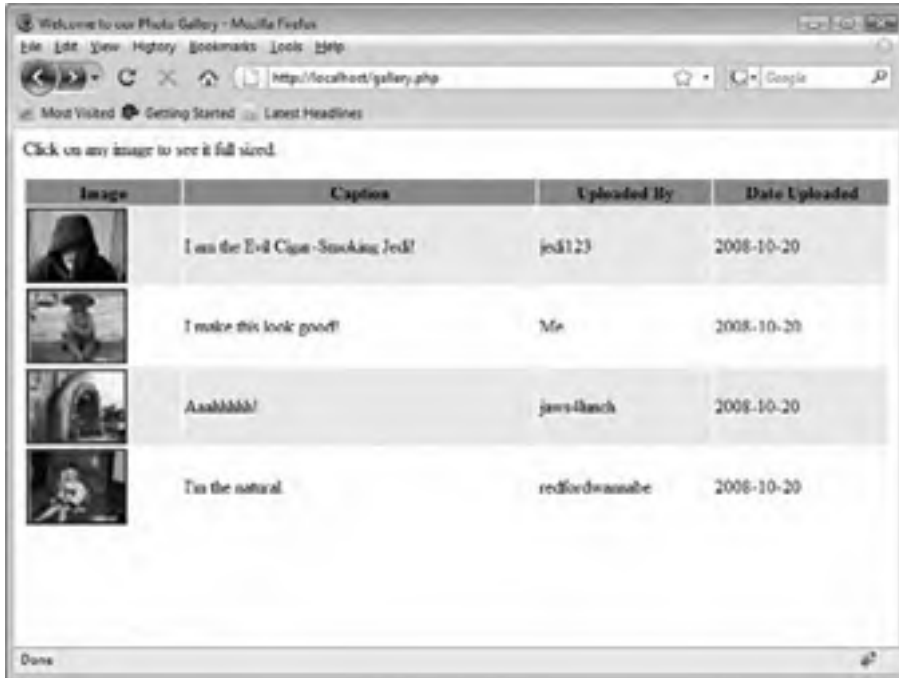 Welcome to our Photo Gallery - Mozilla Firefox
File Edit View History Bookmarks Tools Help
http://localhost/gallery.php
Google
Most Visited Getting Started Latest Headlines
Click on any image to see it full sized.
Image Caption Uploaded By Date Uploaded
I am the Evil Cigar-Smoking Jedi! jedi123 2008-10-20
I make this look good! Me 2008-10-20
Aaahhhhh! jaws4lunch 2008-10-20
I'm the natural. redfordwannabe 2008-10-20
Done